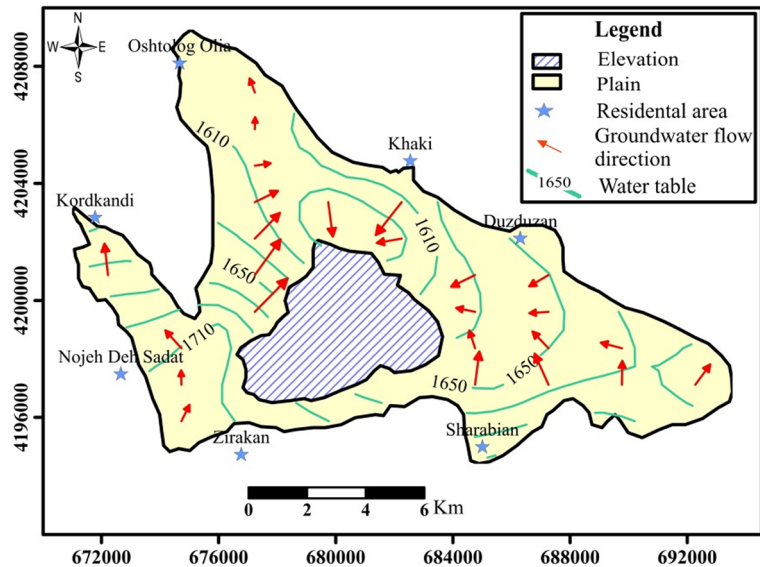 N
W E
S
Oshtolog Olia
Khaki
Kordkandi
Duzduzan
Nojeh Deh Sadat
Zirakan
Sharabian
1610
1610
1650
1710
1650
1650
Legend
Elevation
Plain
Residental area
Groundwater flow
direction
1650 Water table
4208000
4204000
4200000
4196000
0 2 4 6 Km
672000 676000 680000 684000 688000 692000